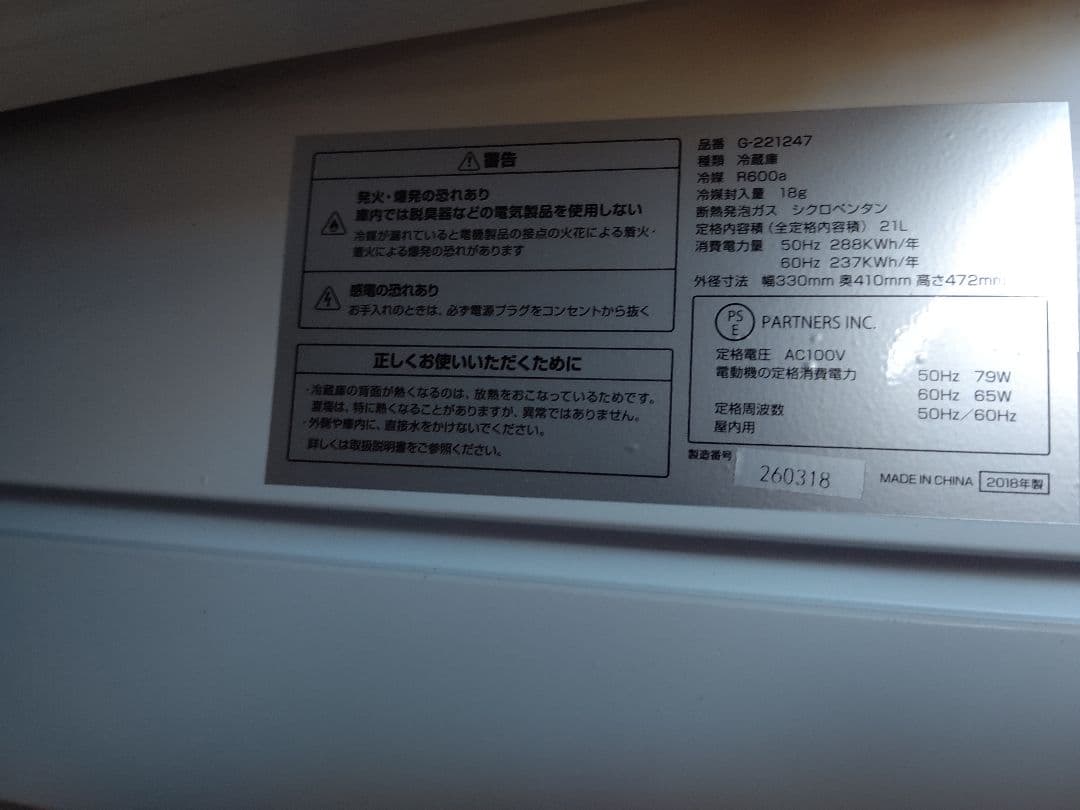 ⚠警告
発火・爆発の恐れあり
庫内では脱臭器などの電気製品を使用しない
冷媒が漏れていると電機製品の接点の火花による着火・
着火による爆発の恐れがあります
感電の恐れあり
お手入れのときは、必ず電源プラグをコンセントから抜く
正しくお使いいただくために
・冷蔵庫の背面が熱くなるのは、放熱をおこなっているためです。
夏場は、特に熱くなることがありますが、異常ではありません。
・外側や庫内に、直接水をかけないでください。
詳しくは取扱説明書をご参照ください。
品番 G-221247
種類 冷蔵庫
冷媒 R600a
冷媒封入量 18g
断熱発泡ガス シクロペンタン
定格内容積（全定格内容積） 21L
消費電力量 50Hz 288KWh/年
60Hz 237KWh/年
外径寸法 幅330mm 奥410mm 高さ472mm
PS
E PARTNERS INC.
定格電圧 AC100V
電動機の定格消費電力 50Hz 79W
60Hz 65W
定格周波数 50Hz/60Hz
屋内用
製造番号 260318 MADE IN CHINA 2018年製